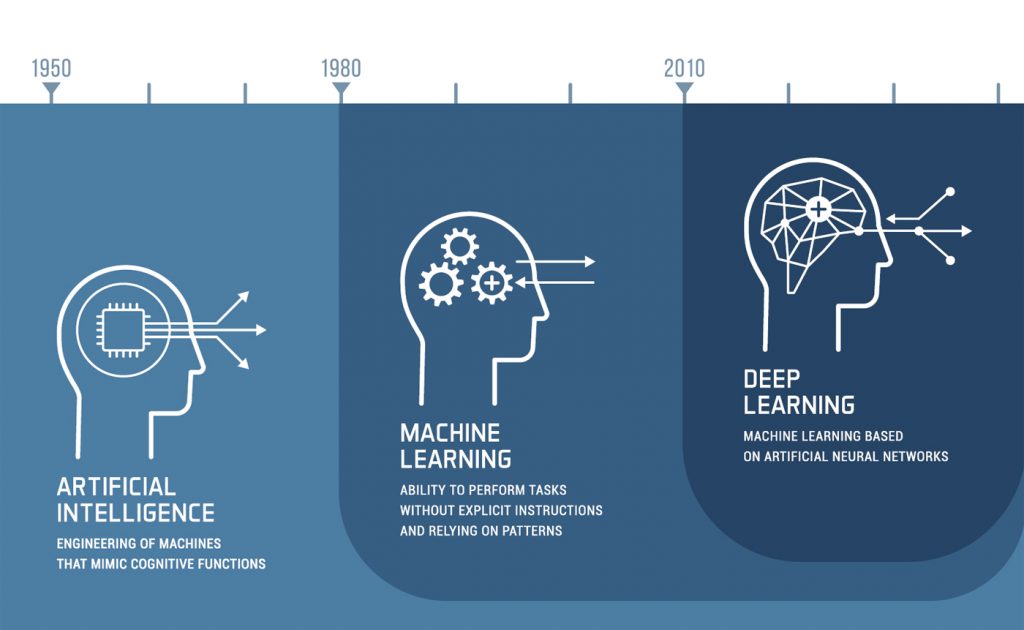 1950
1980
2010
ARTIFICIAL
INTELLIGENCE
ENGINEERING OF MACHINES
THAT MIMIC COGNITIVE FUNCTIONS
MACHINE
LEARNING
ABILITY TO PERFORM TASKS
WITHOUT EXPLICIT INSTRUCTIONS
AND RELYING ON PATTERNS
DEEP
LEARNING
MACHINE LEARNING BASED
ON ARTIFICIAL NEURAL NETWORKS